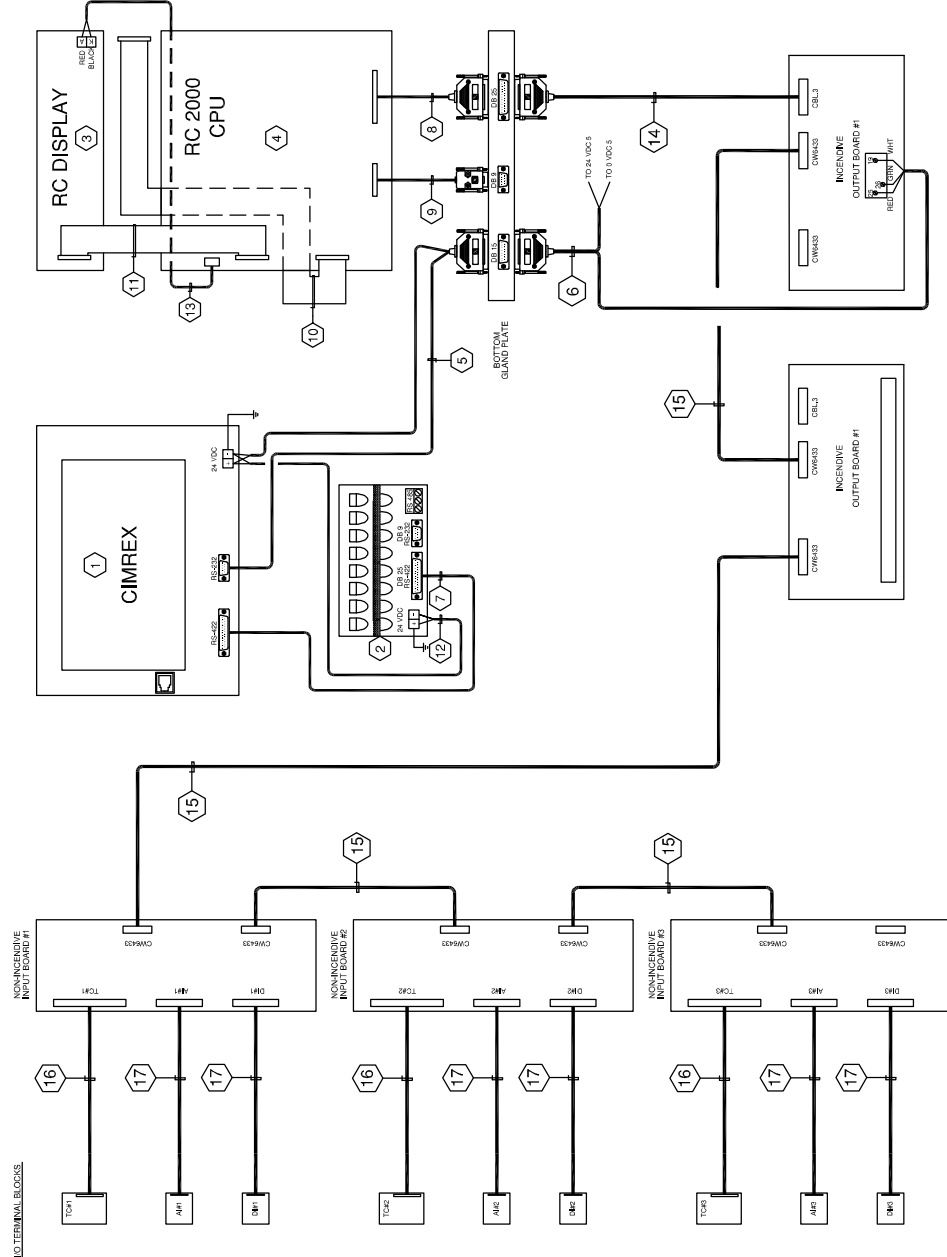 I/O TERMINAL BLOCKS
TC#1
AI#1
DI#1
TC#2
AI#2
DI#2
TC#3
AI#3
DI#3
16
17
17
16
17
17
16
17
17
NON-INCENDIVE
INPUT BOARD #1
TC#1
AI#1
DI#1
CW6433
CW6433
NON-INCENDIVE
INPUT BOARD #2
TC#2
AI#2
DI#2
CW6433
CW6433
NON-INCENDIVE
INPUT BOARD #3
TC#3
AI#3
DI#3
CW6433
CW6433
15
15
15
1
CIMREX
RS-422
RS-232
24 VDC
+ -
2
24 VDC
+ -
DB 25
RS-422
DB 9
RS-232
RS 485
12
7
5
RC DISPLAY
3
RED
BLACK
A
K
RC 2000
CPU
4
11
13
10
9
8
BOTTOM
GLAND PLATE
DB 15
DB 9
DB 25
6
TO 24 VDC 5
TO 0 VDC 5
14
15
CW6433
CW6433
CBL.3
INCENDIVE
OUTPUT BOARD #1
CW6433
CW6433
CBL.3
INCENDIVE
OUTPUT BOARD #1
25
26
19
RED
GRN
WHT